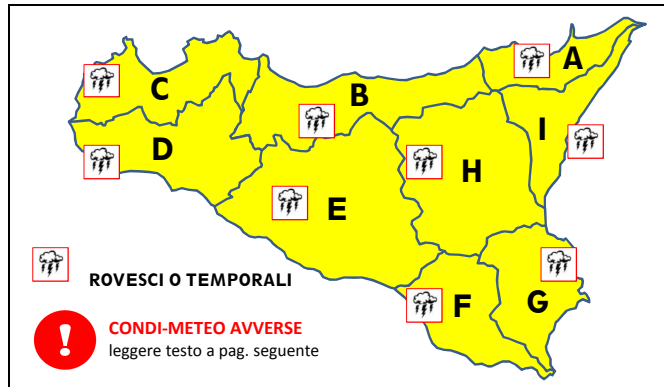 A
B
C
I
D
H
E
ROVESCI O TEMPORALI
F
G
CONDI-METEO AVVERSE
leggere testo a pag. seguente